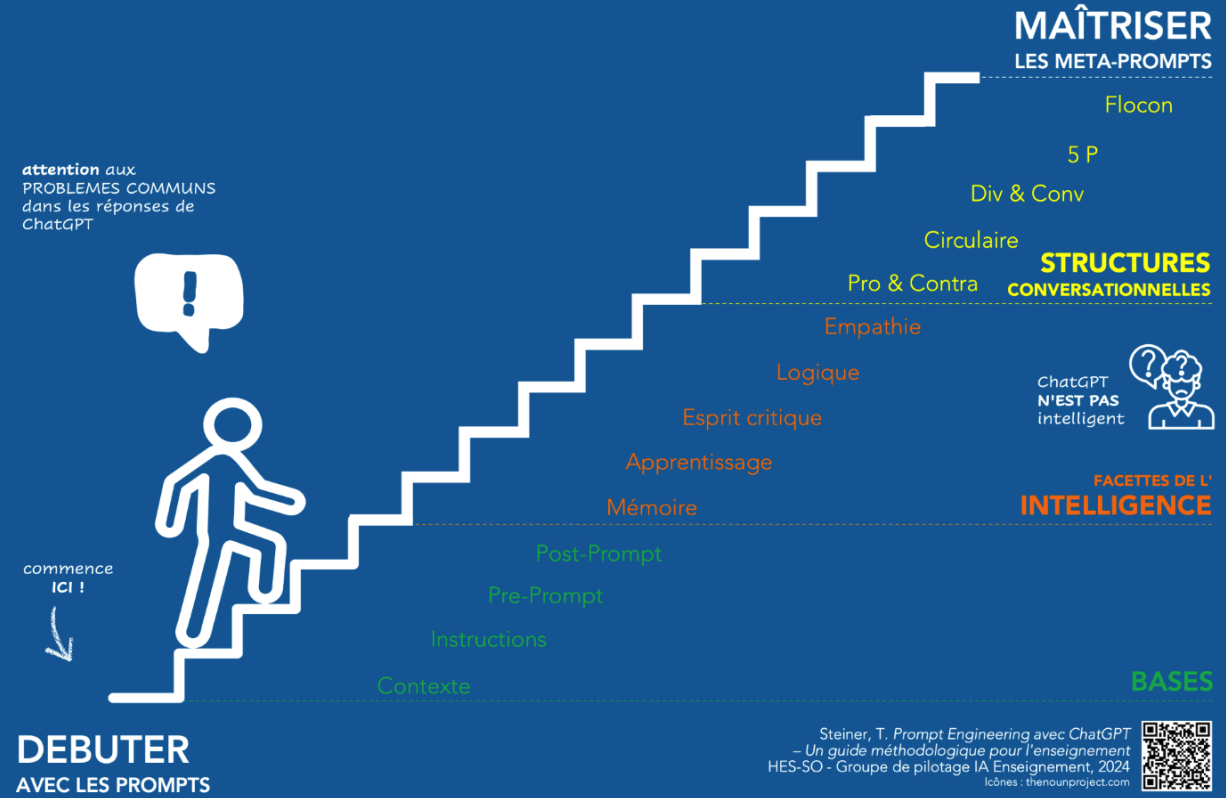 MAÎTRISER
LES META-PROMPTS
Flocon
5 P
Div & Conv
Circulaire
Pro & Contra
STRUCTURES
CONVERSATIONNELLES
attention aux
PROBLEMES COMMUNS
dans les réponses de
ChatGPT
!
Empathie
Logique
Esprit critique
Apprentissage
Mémoire
? ?
ChatGPT
N'EST PAS
intelligent
FACETTES DE L'
INTELLIGENCE
Post-Prompt
Pre-Prompt
Instructions
Contexte
commence
ICI !
BASES
DEBUTER
AVEC LES PROMPTS
Steiner, T. Prompt Engineering avec ChatGPT
– Un guide méthodologique pour l'enseignement
HES-SO - Groupe de pilotage IA Enseignement, 2024
Icônes : thenounproject.com